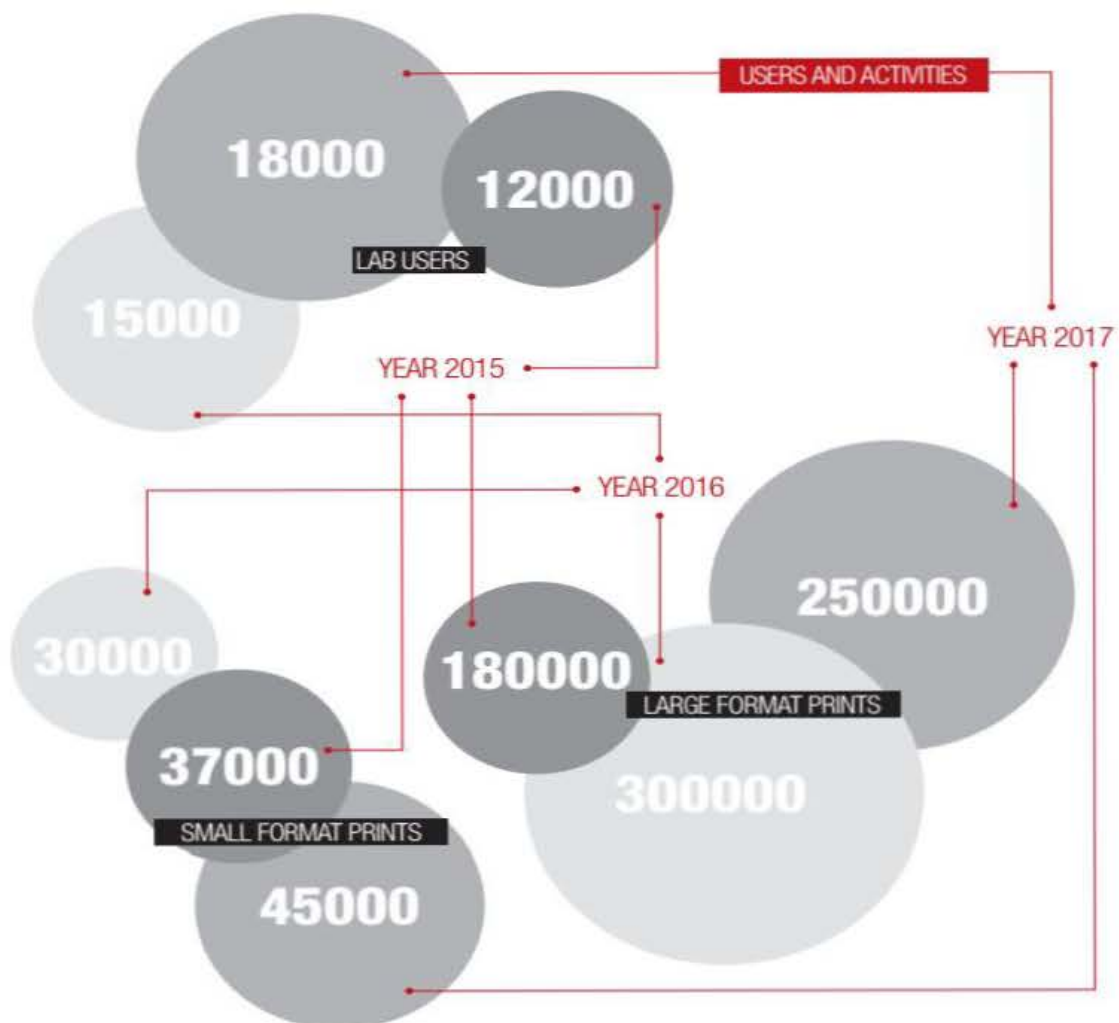 USERS AND ACTIVITIES
18000
12000
LAB USERS
15000
YEAR 2017
YEAR 2015
YEAR 2016
250000
30000
180000
LARGE FORMAT PRINTS
37000
300000
SMALL FORMAT PRINTS
45000